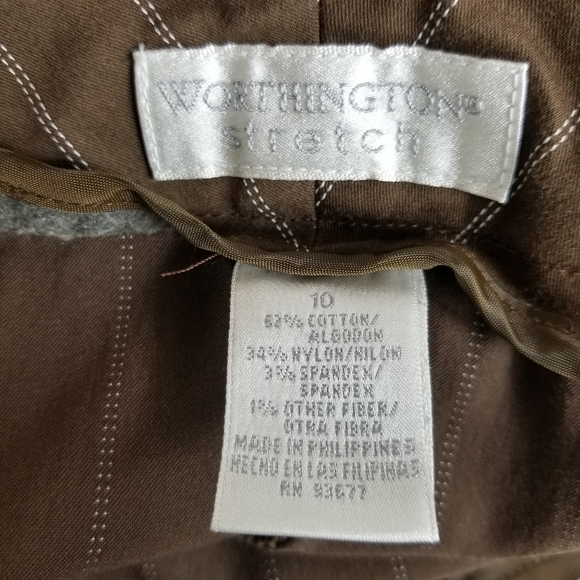 WORTHINGTON®
stretch
10
62% COTTON/
ALGODON
34% NYLON/NILON
3% SPANDEX/
SPANDEX
1% OTHER FIBER/
OTRA FIBRA
MADE IN PHILIPPINES
HECHO EN LAS FILIPINAS
RN 93677